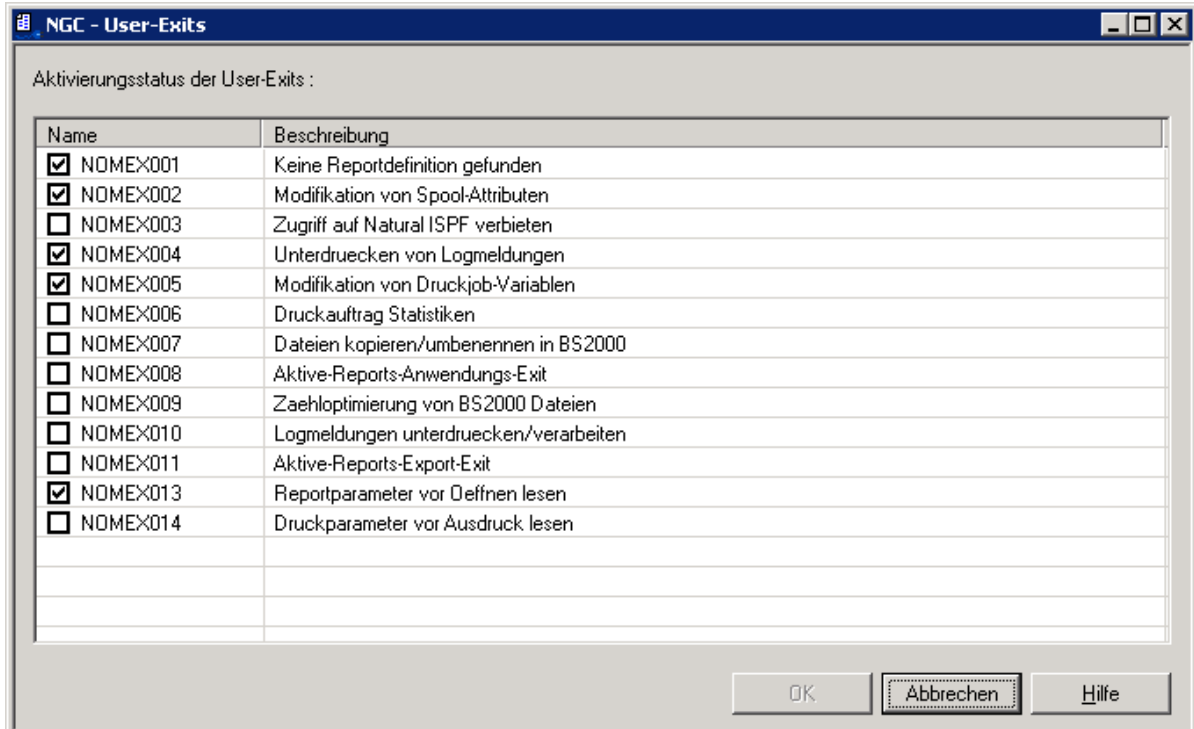 NGC - User-Exits
Aktivierungsstatus der User-Exits :
Name Beschreibung
NOMEX001 Keine Reportdefinition gefunden
NOMEX002 Modifikation von Spool-Attributen
NOMEX003 Zugriff auf Natural ISPF verbieten
NOMEX004 Unterdruecken von Logmeldungen
NOMEX005 Modifikation von Druckjob-Variablen
NOMEX006 Druckauftrag Statistiken
NOMEX007 Dateien kopieren/umbenennen in BS2000
NOMEX008 Aktive-Reports-Anwendungs-Exit
NOMEX009 Zaehloptimierung von BS2000 Dateien
NOMEX010 Logmeldungen unterdruecken/verarbeiten
NOMEX011 Aktive-Reports-Export-Exit
NOMEX013 Reportparameter vor Oeffnen lesen
NOMEX014 Druckparameter vor Ausdruck lesen
OK Abbrechen Hilfe